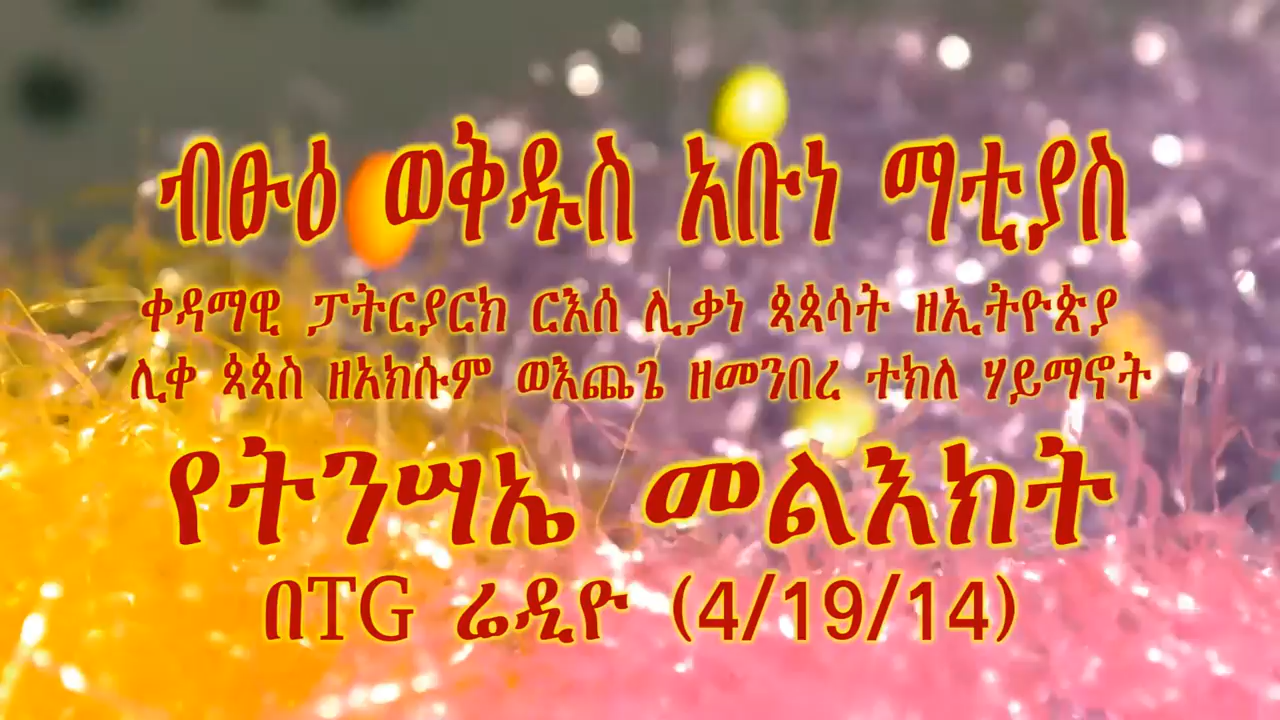 ብፁዕ ወቅዱስ አቡነ ማቲያስ
ቀዳማዊ ፓትርያርክ ርእሰ ሊቃነ ጳጳሳት ዘኢትዮጵያ
ሊቀ ጳጳስ ዘአክሱም ወእጨጌ ዘመንበረ ተክለ ሃይማኖት
የትንሣኤ መልእክት
በTG ሬዲዮ (4/19/14)